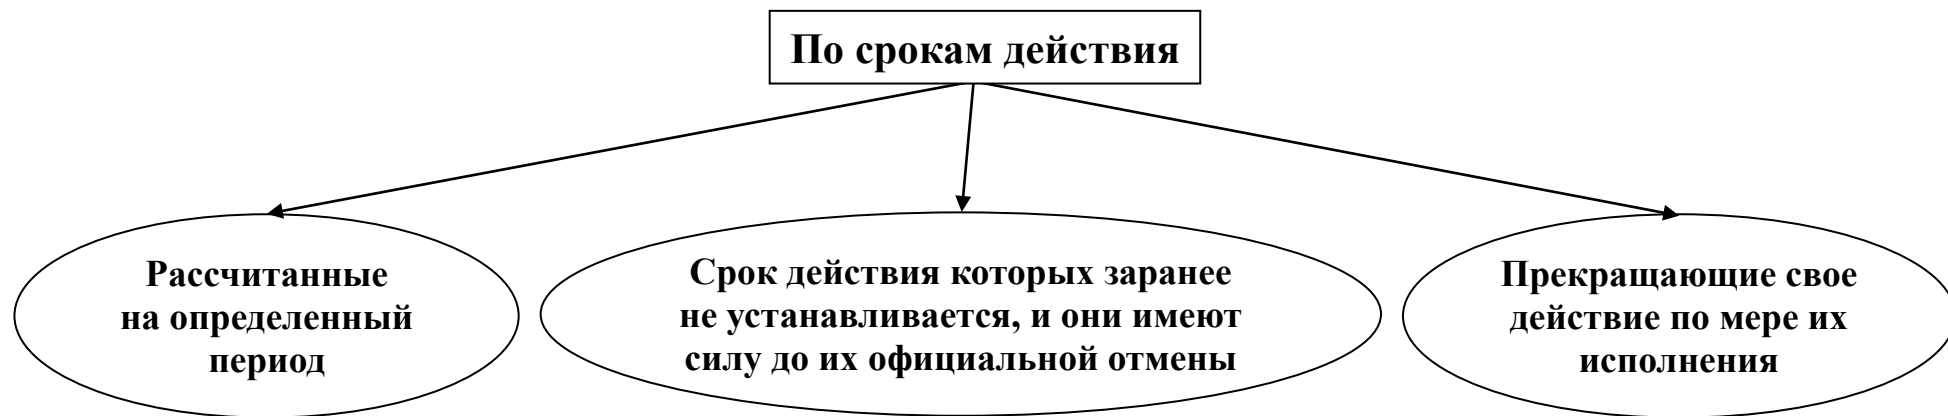 По срокам действия
Рассчитанные
на определенный
период
Срок действия которых заранее
не устанавливается, и они имеют
силу до их официальной отмены
Прекращающие свое
действие по мере их
исполнения